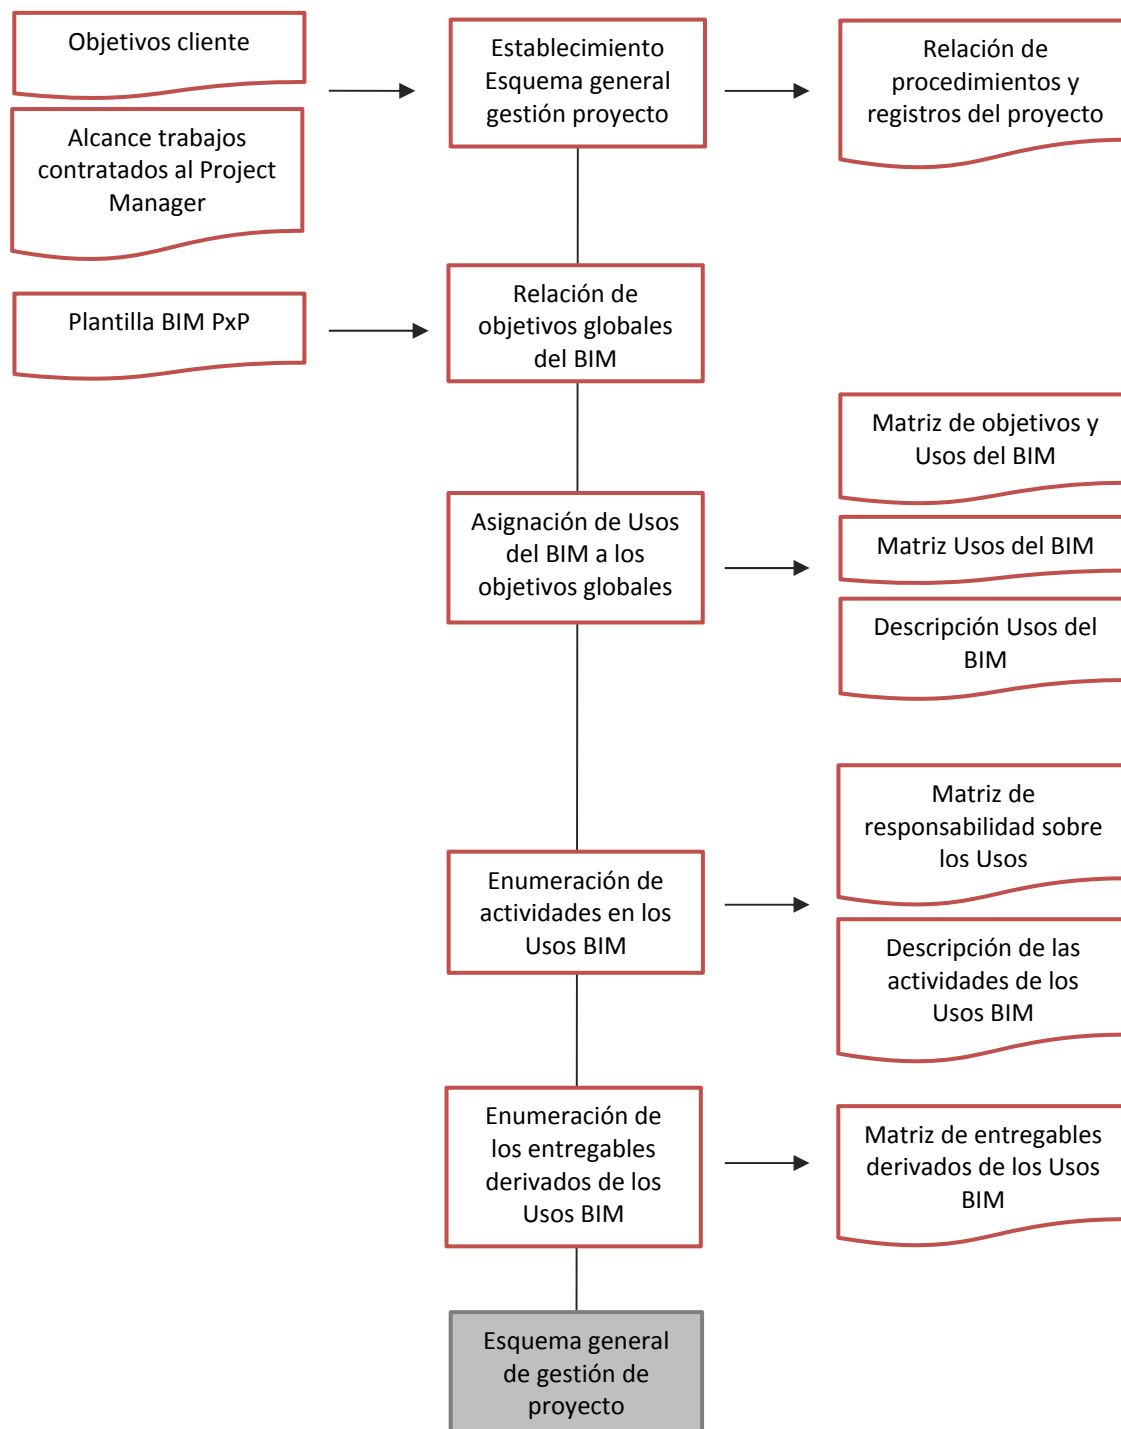 Objetivos cliente
Alcance trabajos
contratados al Project
Manager
Establecimiento
Esquema general
gestión proyecto
Relación de
procedimientos y
registros del proyecto
Plantilla BIM PxP
Relación de
objetivos globales
del BIM
Asignación de Usos
del BIM a los
objetivos globales
Matriz de objetivos y
Usos del BIM
Matriz Usos del BIM
Descripción Usos del
BIM
Enumeración de
actividades en los
Usos BIM
Matriz de
responsabilidad sobre
los Usos
Descripción de las
actividades de los
Usos BIM
Enumeración de
los entregables
derivados de los
Usos BIM
Matriz de entregables
derivados de los Usos
BIM
Esquema general
de gestión de
proyecto